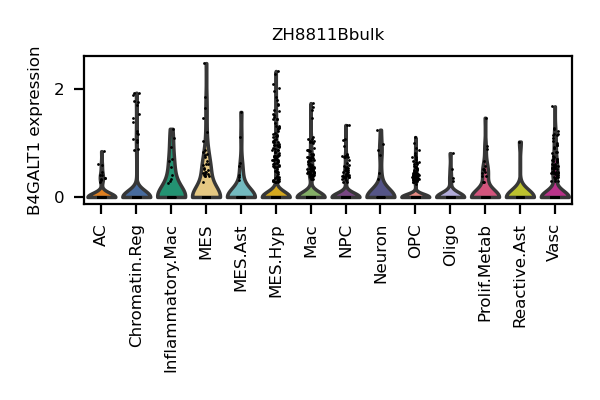 ZH8811Bbulk
B4GALT1 expression
2
0
AC
Chromatin.Reg
Inflammatory.Mac
MES
MES.Ast
MES.Hyp
Mac
NPC
Neuron
OPC
Oligo
Prolif.Metab
Reactive.Ast
Vasc